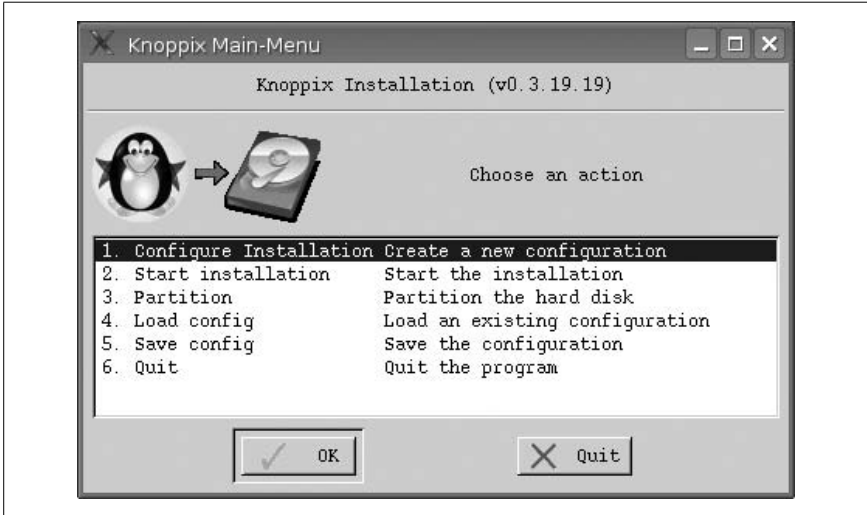 Knoppix Main-Menu
Knoppix Installation (v0.3.19.19)
Choose an action
1. Configure Installation Create a new configuration
2. Start installation Start the installation
3. Partition Partition the hard disk
4. Load config Load an existing configuration
5. Save config Save the configuration
6. Quit Quit the program
OK Quit